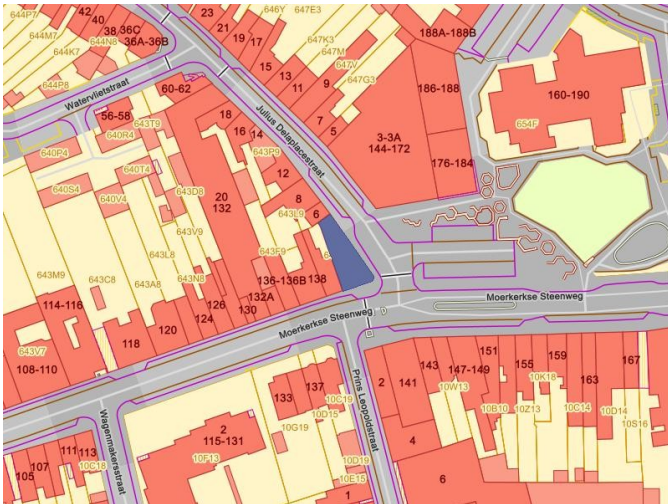 644P7
42
40
38
36C
36A-36B
644M7
644N8
644K7
644P8
23
21
19
17
15
13
11
9
7
5
646Y
647E3
647K3
647M
647V
647G3
188A-188B
186-188
176-184
3-3A
144-172
160-190
654F
Watervlietstraat
60-62
56-58
643T9
640R4
640P4
640T4
640S4
640V4
643D8
643V9
643L8
643M9
643C8
643A8
643N8
18
16
14
643P9
12
8
6
643L9
643F9
20
132
Julius Delaplacestraat
136-136B
138
132A
130
126
124
120
118
114-116
643V7
108-110
Moerkerkse Steenweg
Moerkerkse Steenweg
Prins Leopoldstraat
Wagenmakersstraat
2
141
143
147-149
10W13
151
155
159
163
167
10B10
10Z13
10K18
10C14
10D14
10S16
4
6
133
137
10C19
10D15
10G19
2
115-131
10F13
10D19
10E15
1
105
107
111
113
10C18